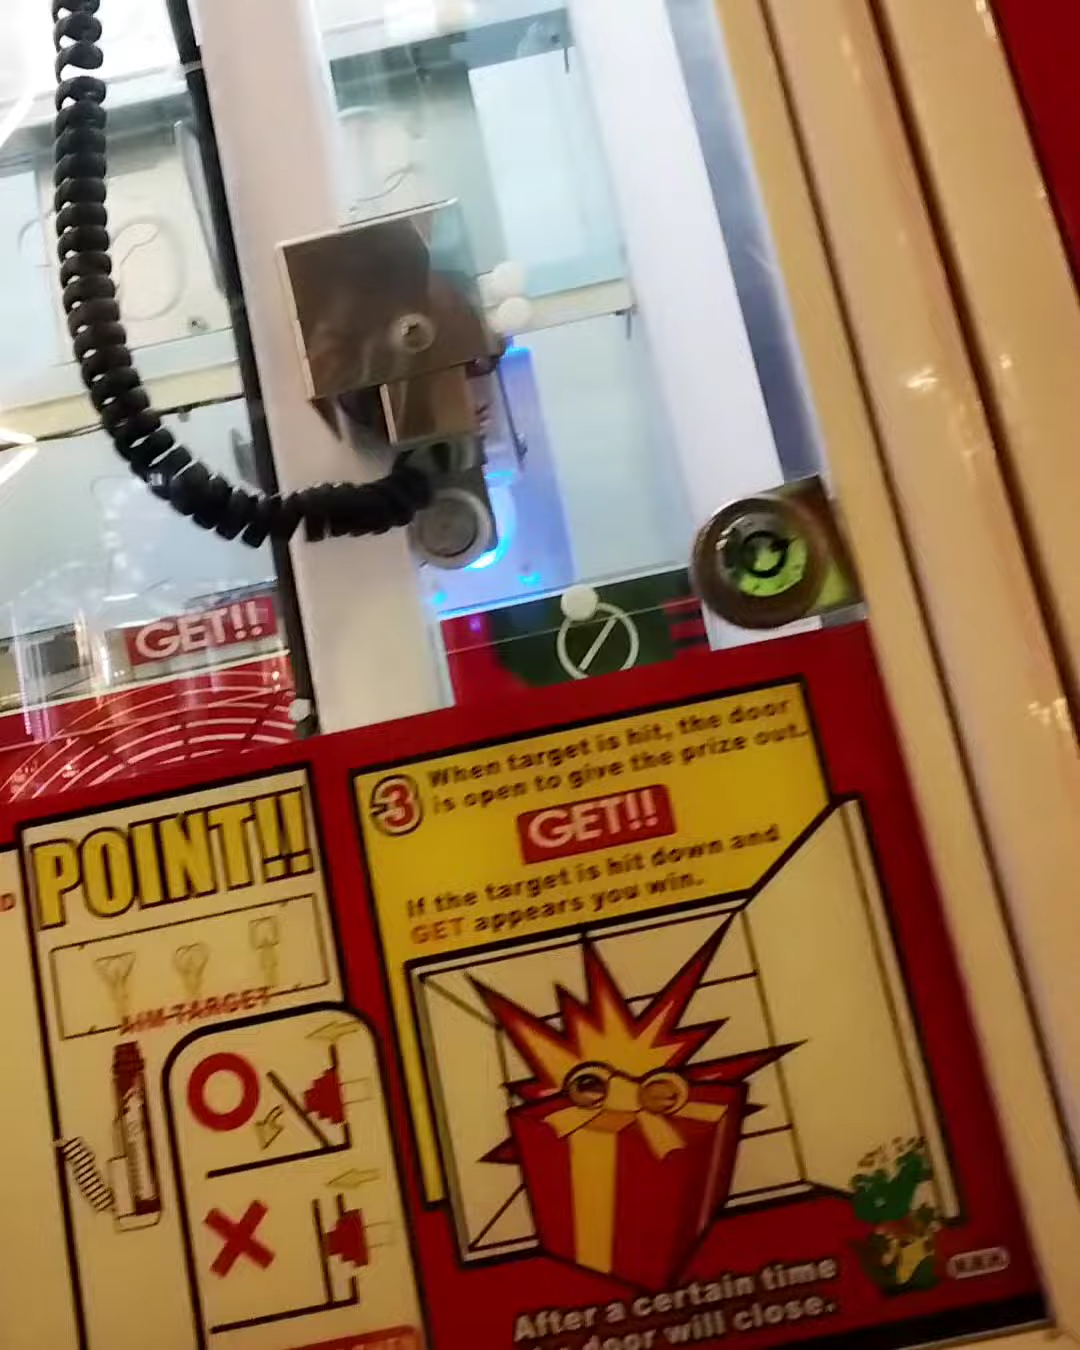 GET!!
POINT!!
AIM TARGET
3 When target is hit, the door
is open to give the prize out.
GET!!
If the target is hit down and
GET appears you win.
After a certain time
door will close.